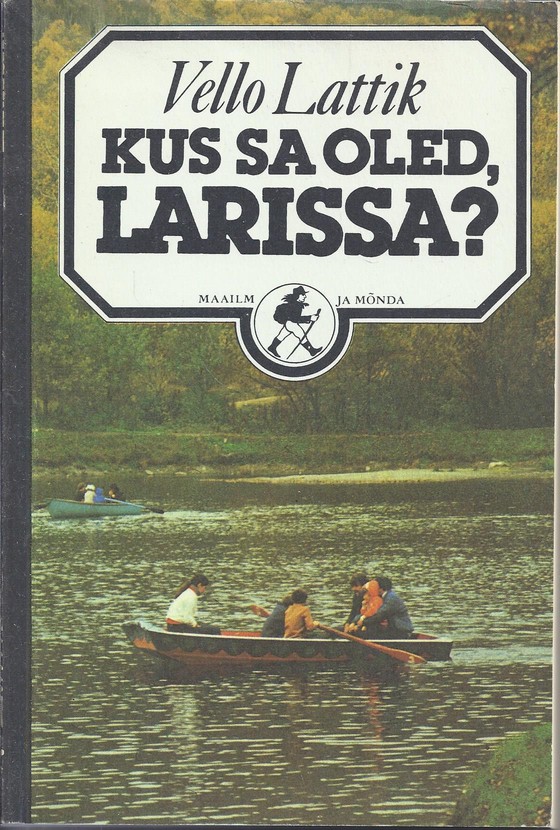 Vello Lattik
KUS SA OLED,
LARISSA?
MAAILM JA MÕNDA